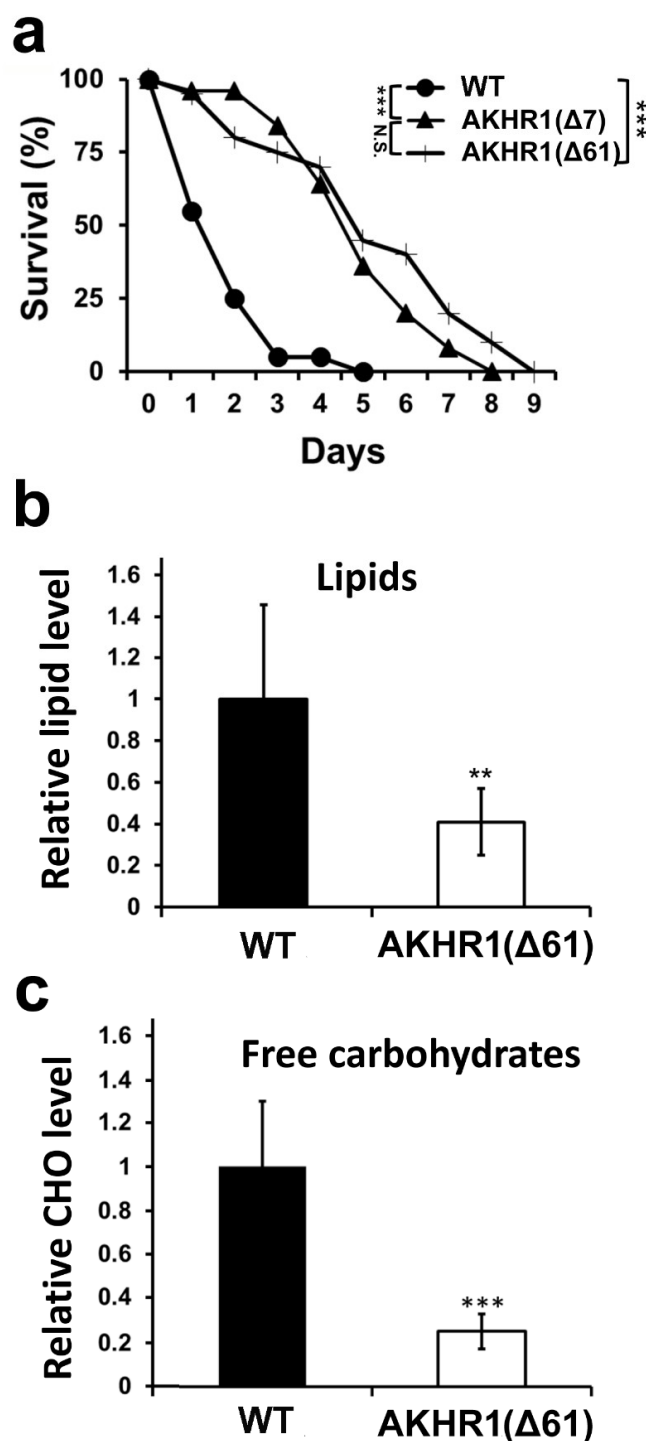 a
Survival (%)
100
75
50
25
0
0 1 2 3 4 5 6 7 8 9
Days
WT
AKHR1(Δ7)
AKHR1(Δ61)
***
N.S.
***
b
Lipids
Relative lipid level
1.6
1.4
1.2
1
0.8
0.6
0.4
0.2
0
**
WT AKHR1(Δ61)
c
Free carbohydrates
Relative CHO level
1.6
1.4
1.2
1
0.8
0.6
0.4
0.2
0
***
WT AKHR1(Δ61)